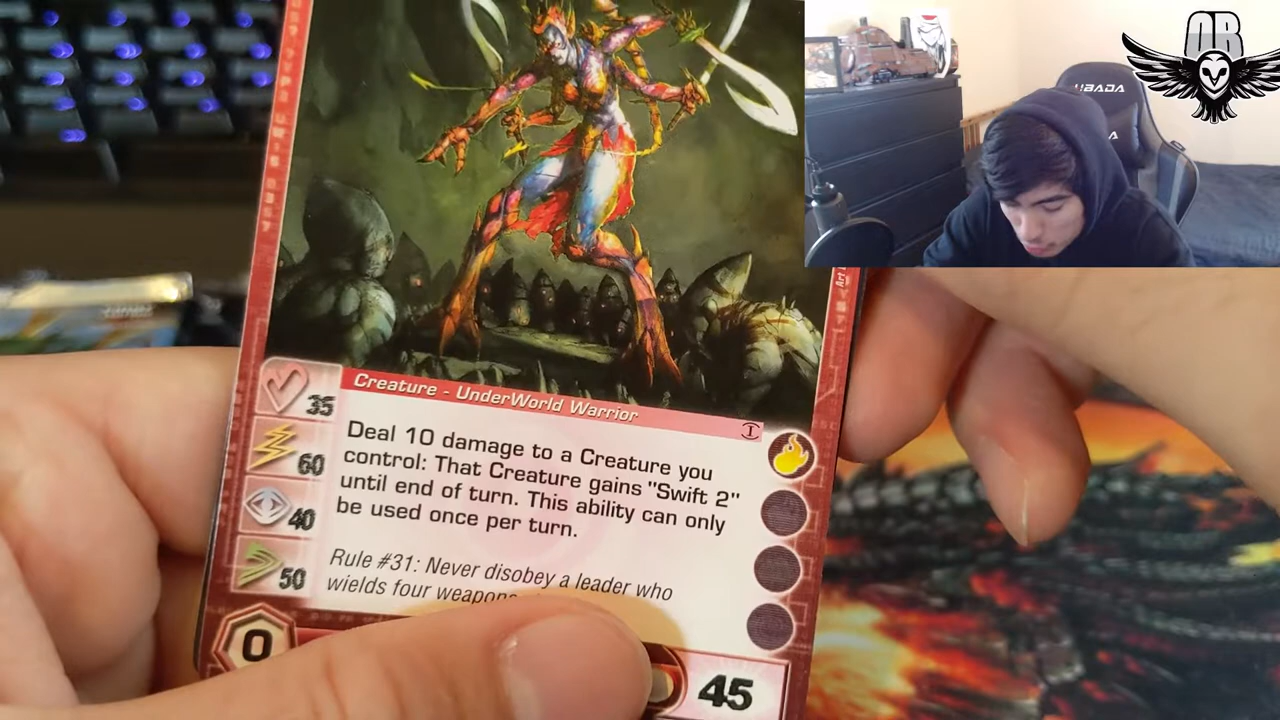 QB
UBADA
Creature - UnderWorld Warrior
35
60
40
50
Deal 10 damage to a Creature you
control: That Creature gains "Swift 2"
until end of turn. This ability can only
be used once per turn.
Rule #31: Never disobey a leader who
wields four weapons
0
45